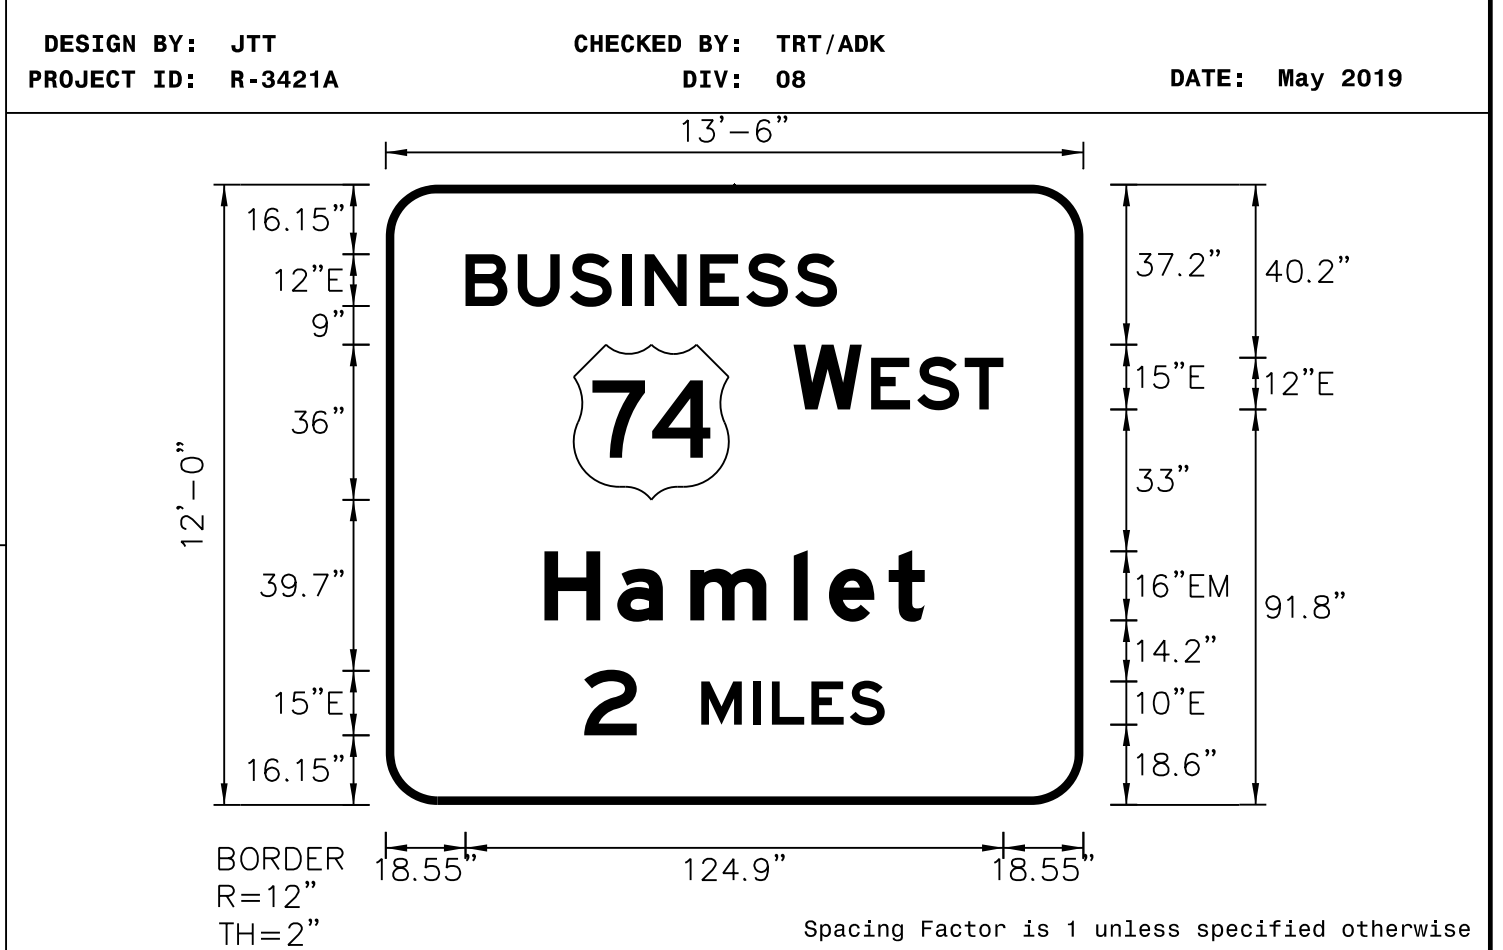 DESIGN BY: JTT CHECKED BY: TRT/ADK
PROJECT ID: R-3421A DIV: 08 DATE: May 2019
13'-6"
16.15"
12"E
9"
36"
39.7"
15"E
16.15"
12'-0"
BUSINESS
74 WEST
Hamlet
2 MILES
37.2"
15"E
33"
16"EM
14.2"
10"E
18.6"
40.2"
12"E
91.8"
18.55" 124.9" 18.55"
BORDER
R=12"
TH=2"
Spacing Factor is 1 unless specified otherwise